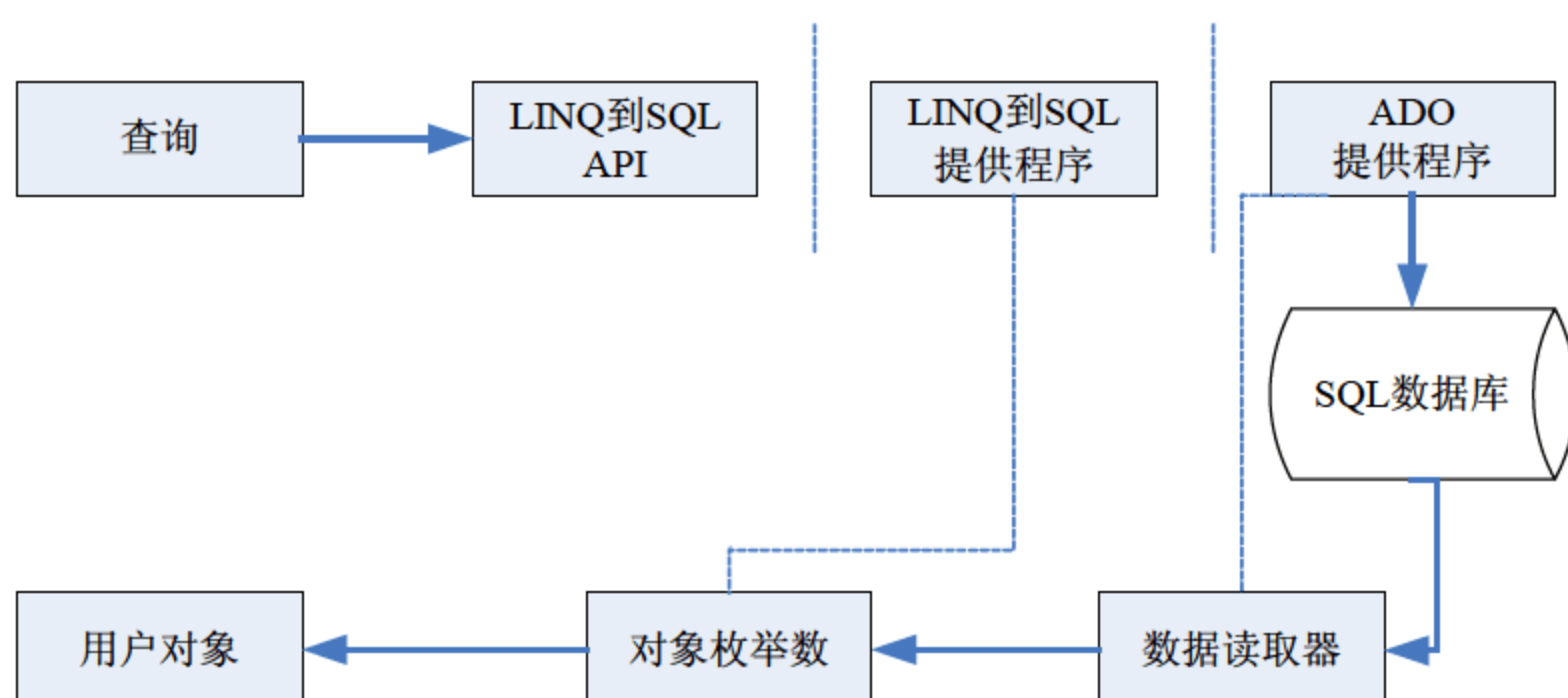 查询
LINQ到SQL
API
LINQ到SQL
提供程序
ADO
提供程序
SQL数据库
用户对象
对象枚举数
数据读取器